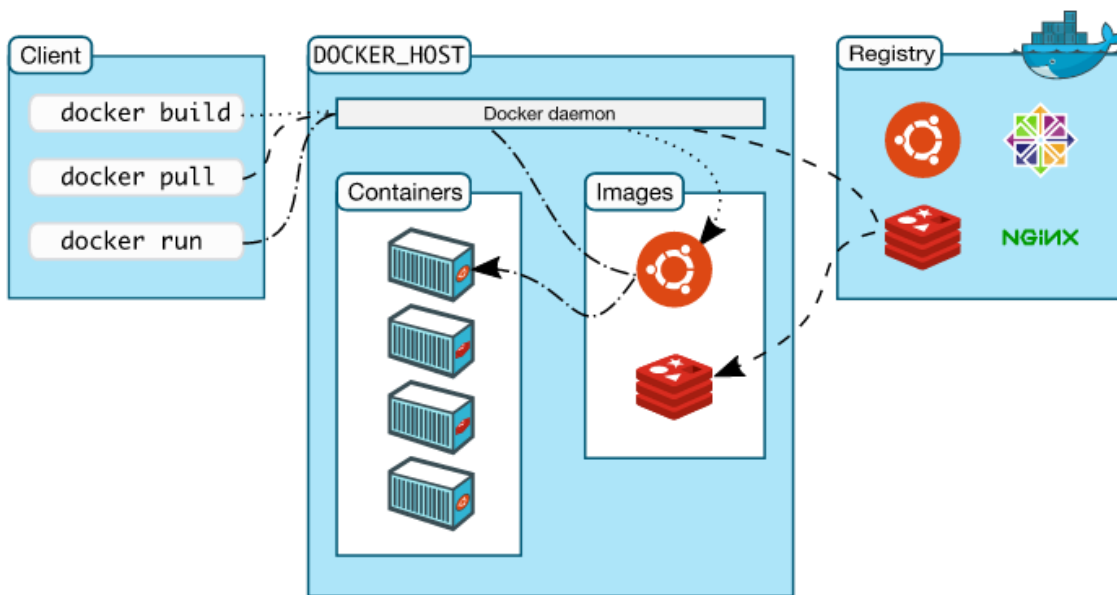 Client
docker build
docker pull
docker run
DOCKER_HOST
Docker daemon
Containers
Images
Registry
NGiNX